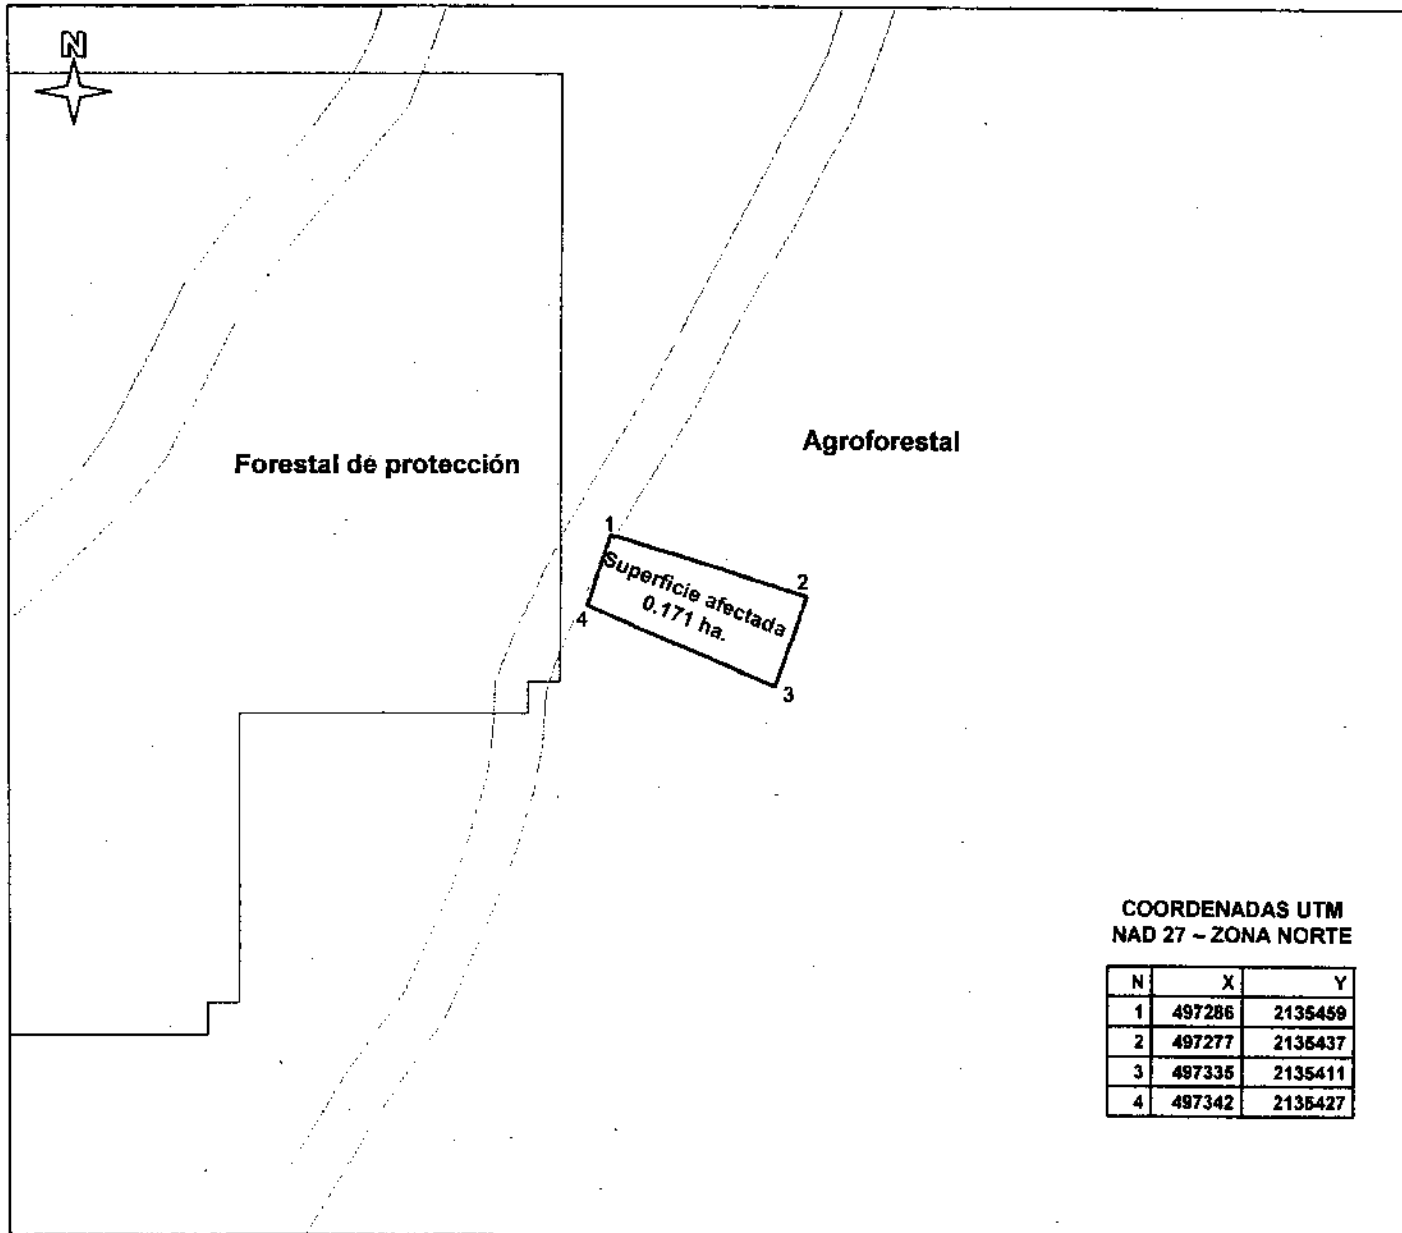 N
Forestal de protección
Agroforestal
1
2
Superficie afectada
0.171 ha.
4
3
COORDENADAS UTM
NAD 27 – ZONA NORTE
N X Y
1 497286 2135459
2 497277 2135437
3 497335 2135411
4 497342 2135427